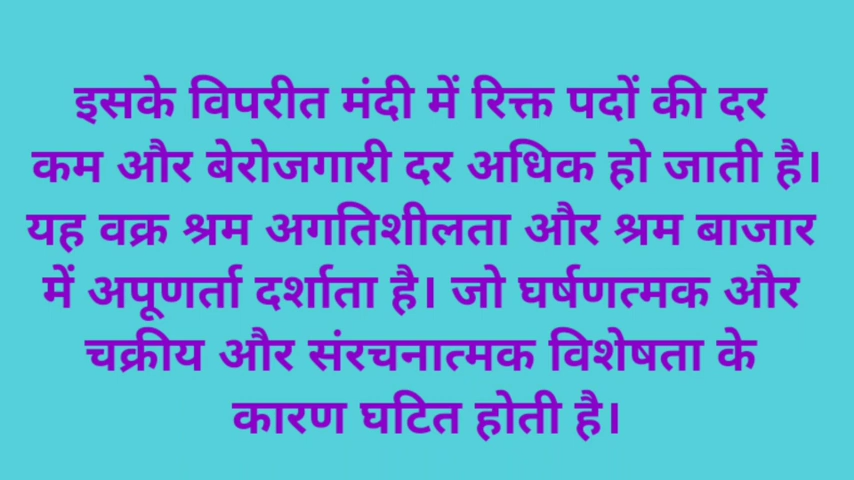 इसके विपरीत मंदी में रिक्त पदों की दर
कम और बेरोजगारी दर अधिक हो जाती है।
यह वक्र श्रम अगतिशीलता और श्रम बाजार
में अपूणर्ता दर्शाता है। जो घर्षणत्मक और
चक्रीय और संरचनात्मक विशेषता के
कारण घटित होती है।